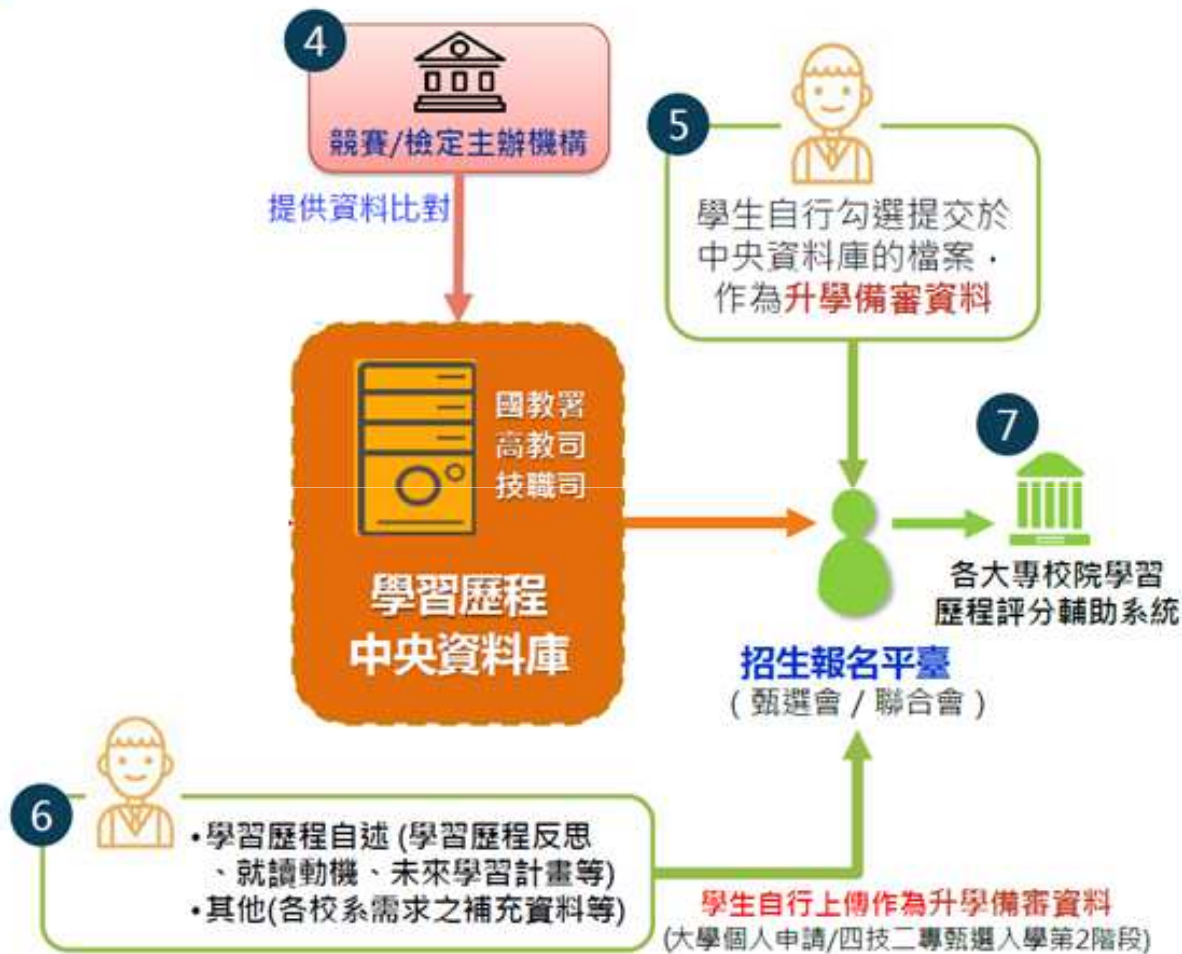 4
競賽/檢定主辦機構
提供資料比對
5
學生自行勾選提交於
中央資料庫的檔案，
作為升學備審資料
國教署
高教司
技職司
學習歷程
中央資料庫
7
各大專校院學習
歷程評分輔助系統
招生報名平臺
(甄選會/聯合會)
6
•學習歷程自述 (學習歷程反思
、就讀動機、未來學習計畫等)
•其他(各校系需求之補充資料等)
學生自行上傳作為升學備審資料
(大學個人申請/四技二專甄選入學第2階段)